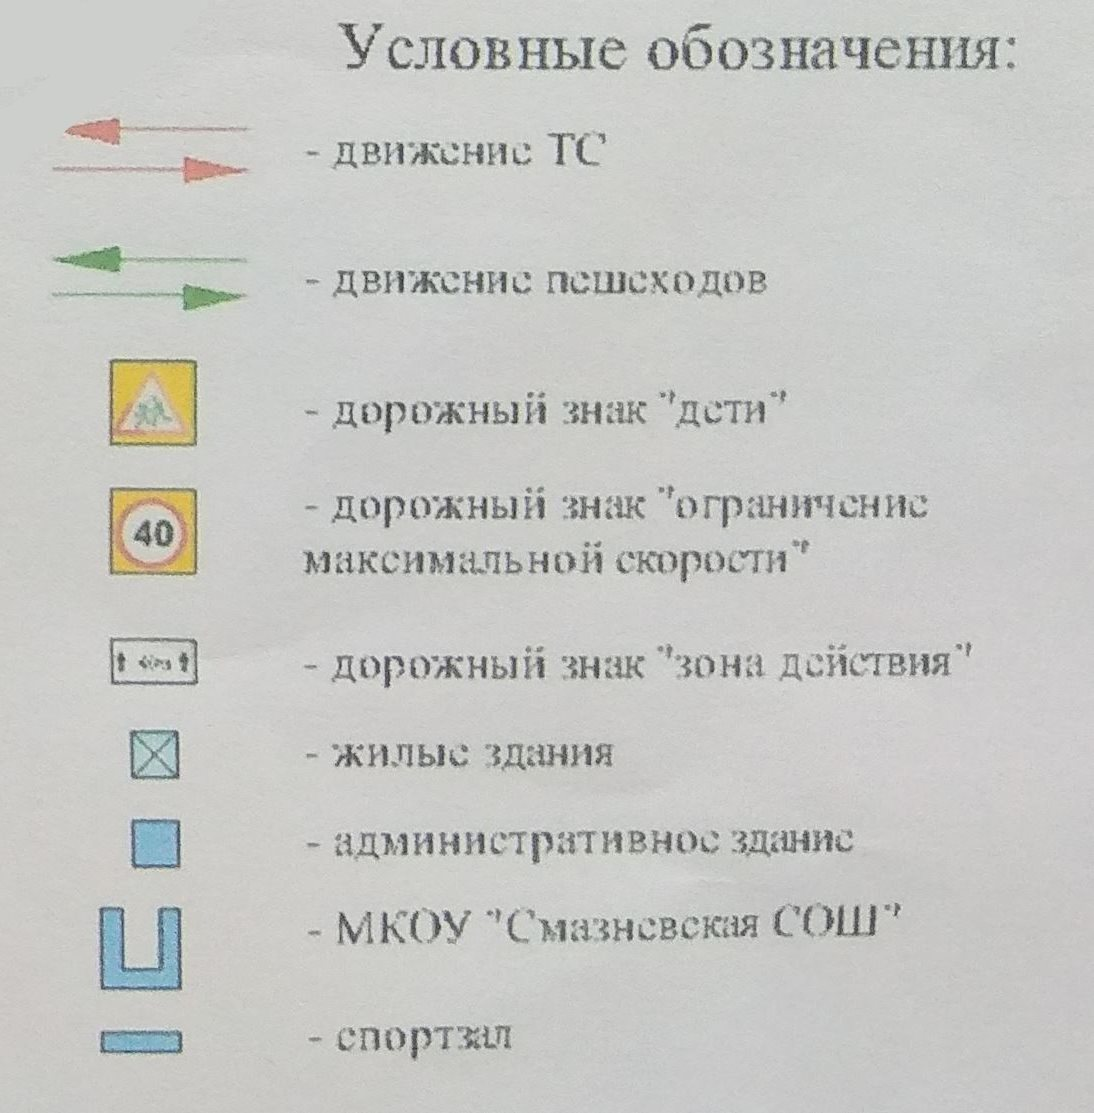 Условные обозначения:
- движение ТС
- движение пешеходов
- дорожный знак "дети"
- дорожный знак "ограничение
максимальной скорости"
40
- дорожный знак "зона действия"
- жилые здания
- административное здание
- МКОУ "Смазневская СОШ"
- спортзал